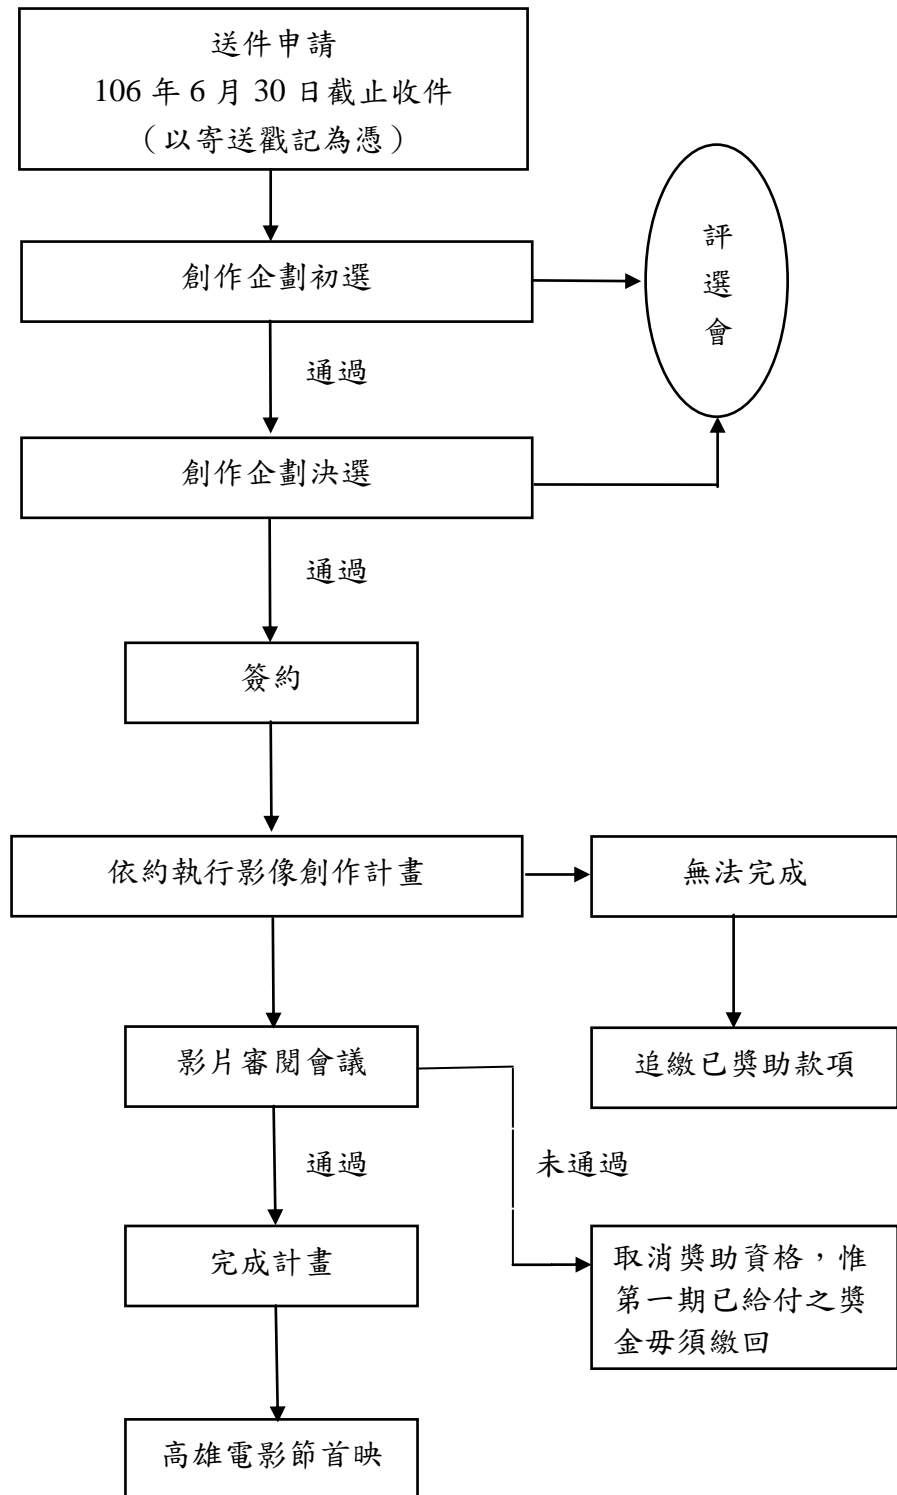 送件申請
106 年 6 月 30 日截止收件
（以寄送戳記為憑）
創作企劃初選
評
選
會
通過
創作企劃決選
通過
簽約
依約執行影像創作計畫
無法完成
影片審閱會議
追繳已獎助款項
通過
未通過
完成計畫
取消獎助資格，惟
第一期已給付之獎
金毋須繳回
高雄電影節首映